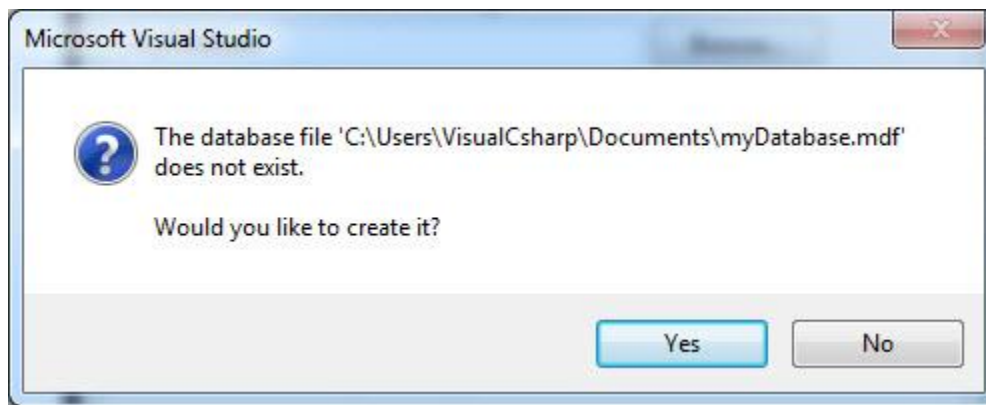 Microsoft Visual Studio
The database file 'C:\Users\VisualCsharp\Documents\myDatabase.mdf'
does not exist.
Would you like to create it?
Yes
No